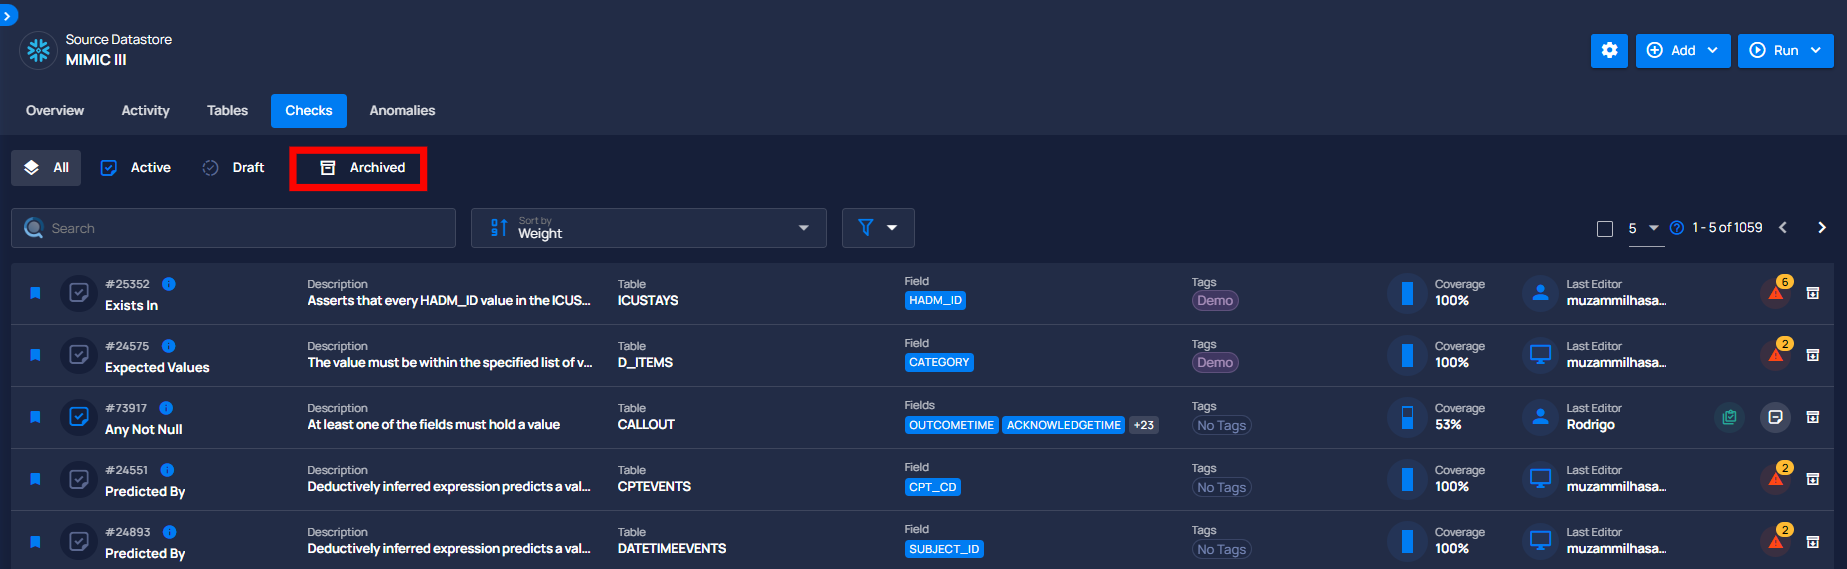 Source Datastore
MIMIC III
Add
Run
Overview Activity Tables Checks Anomalies
All Active Draft Archived
Search
Sort by
Weight
5 1 - 5 of 1059
#25352 Description Table Field Tags Coverage Last Editor 6
Exists In Asserts that every HADM_ID value in the ICUS... ICUSTAYS HADM_ID Demo 100% muzammilhasa...
#24575 Description Table Field Tags Coverage Last Editor 2
Expected Values The value must be within the specified list of v... D_ITEMS CATEGORY Demo 100% muzammilhasa...
#73917 Description Table Fields Tags Coverage Last Editor
Any Not Null At least one of the fields must hold a value CALLOUT OUTCOMETIME ACKNOWLEDGETIME +23 No Tags 53% Rodrigo
#24551 Description Table Field Tags Coverage Last Editor 2
Predicted By Deductively inferred expression predicts a val... CPTEVENTS CPT_CD No Tags 100% muzammilhasa...
#24893 Description Table Field Tags Coverage Last Editor 2
Predicted By Deductively inferred expression predicts a val... DATETIMEEVENTS SUBJECT_ID No Tags 100% muzammilhasa...